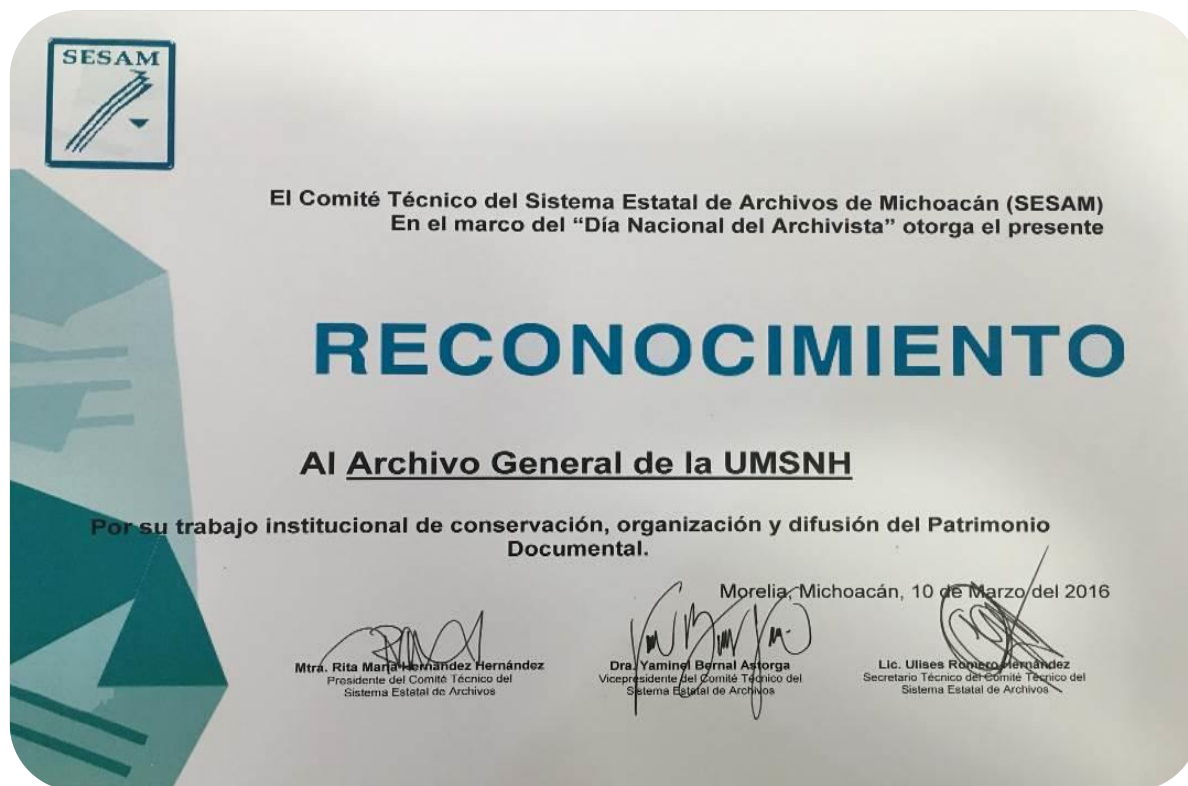 SESAM
El Comité Técnico del Sistema Estatal de Archivos de Michoacán (SESAM)
En el marco del “Día Nacional del Archivista” otorga el presente
RECONOCIMIENTO
Al Archivo General de la UMSNH
Por su trabajo institucional de conservación, organización y difusión del Patrimonio
Documental.
Morelia, Michoacán, 10 de Marzo del 2016
Mtra. Rita María Hernández Hernández
Presidente del Comité Técnico del
Sistema Estatal de Archivos
Dra. Yaminel Bernal Astorga
Vicepresidente del Comité Técnico del
Sistema Estatal de Archivos
Lic. Ulises Romero Hernández
Secretario Técnico del Comité Técnico del
Sistema Estatal de Archivos